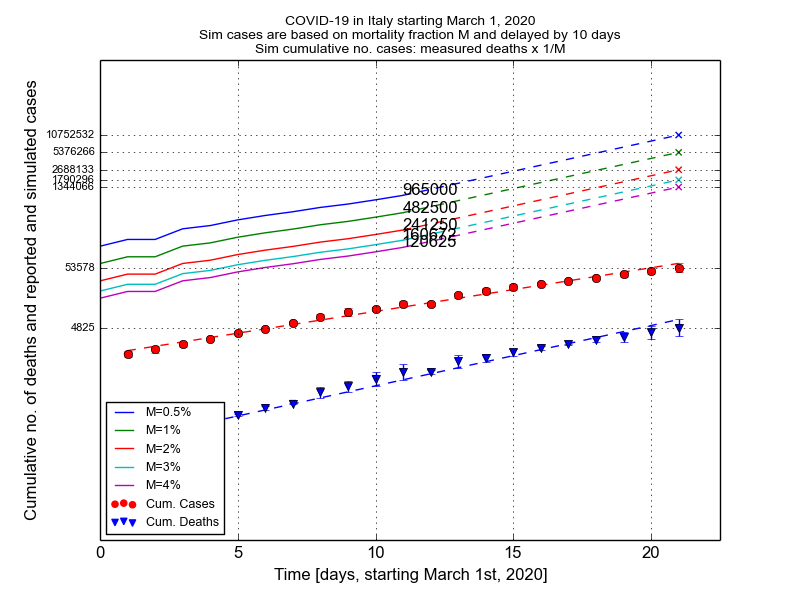 COVID-19 in Italy starting March 1, 2020
Sim cases are based on mortality fraction M and delayed by 10 days
Sim cumulative no. cases: measured deaths x 1/M
Cumulative no. of deaths and reported and simulated cases
10752532
5376266
2688133
1790296
1344066
53578
4825
965000
482500
241250
160672
120625
M=0.5%
M=1%
M=2%
M=3%
M=4%
Cum. Cases
Cum. Deaths
0 5 10 15 20
Time [days, starting March 1st, 2020]